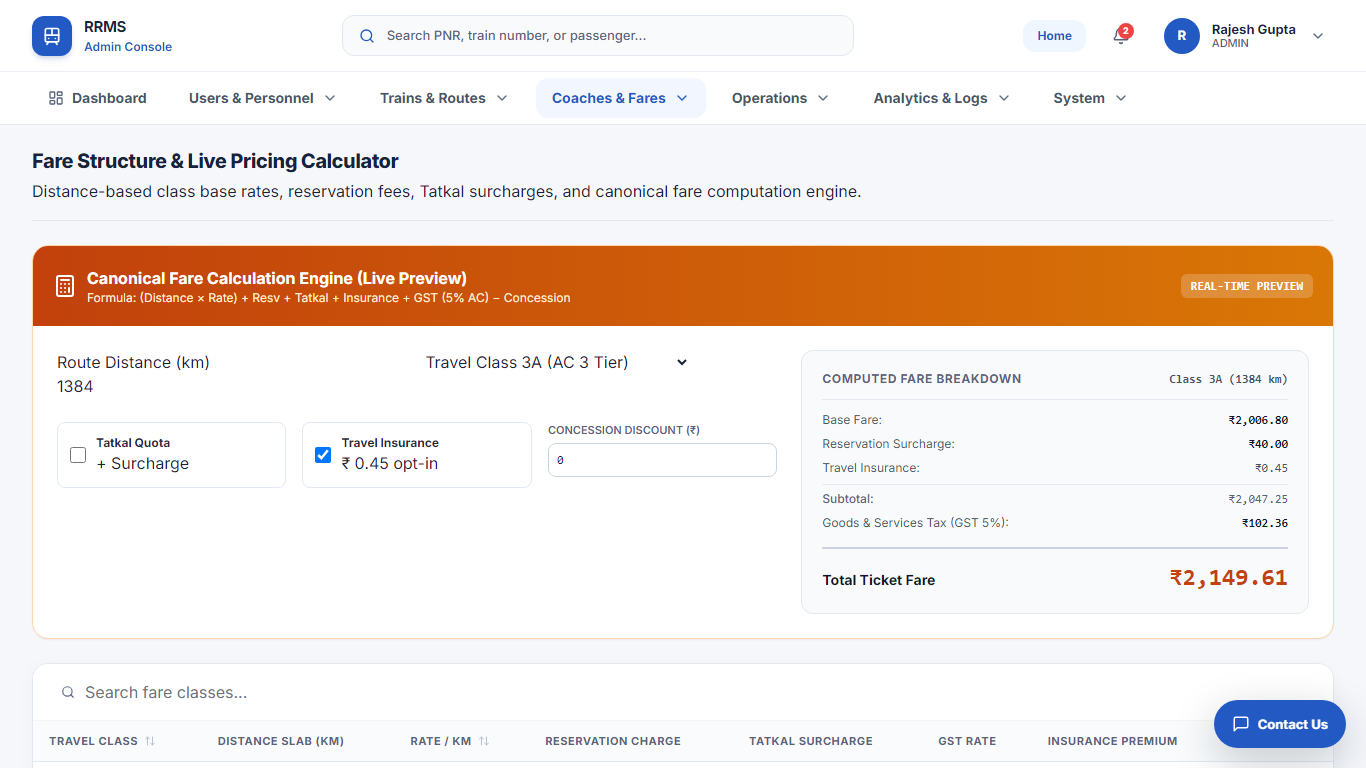 RRMS
Admin Console
Search PNR, train number, or passenger...
Home
2
R
Rajesh Gupta
ADMIN
Dashboard
Users & Personnel
Trains & Routes
Coaches & Fares
Operations
Analytics & Logs
System
Fare Structure & Live Pricing Calculator
Distance-based class base rates, reservation fees, Tatkal surcharges, and canonical fare computation engine.
Canonical Fare Calculation Engine (Live Preview)
Formula: (Distance × Rate) + Resv + Tatkal + Insurance + GST (5% AC) − Concession
REAL-TIME PREVIEW
Route Distance (km)
1384
Travel Class 3A (AC 3 Tier)
Tatkal Quota
+ Surcharge
Travel Insurance
₹ 0.45 opt-in
CONCESSION DISCOUNT (₹)
0
COMPUTED FARE BREAKDOWN
Class 3A (1384 km)
Base Fare: ₹2,006.80
Reservation Surcharge: ₹40.00
Travel Insurance: ₹0.45
Subtotal: ₹2,047.25
Goods & Services Tax (GST 5%): ₹102.36
Total Ticket Fare ₹2,149.61
Search fare classes...
TRAVEL CLASS DISTANCE SLAB (KM) RATE / KM RESERVATION CHARGE TATKAL SURCHARGE GST RATE INSURANCE PREMIUM
Contact Us